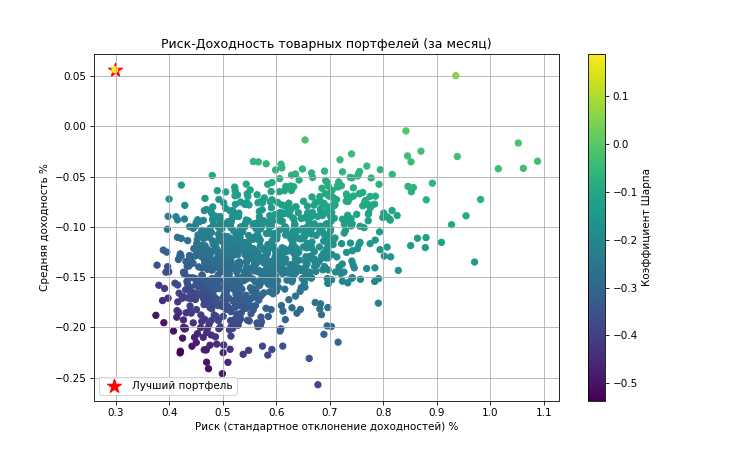 Риск-Доходность товарных портфелей (за месяц)
Средняя доходность %
0.05
0.00
−0.05
−0.10
−0.15
−0.20
−0.25
Лучший портфель
0.3 0.4 0.5 0.6 0.7 0.8 0.9 1.0 1.1
Риск (стандартное отклонение доходностей) %
0.1
0.0
−0.1
−0.2
−0.3
−0.4
−0.5
Коэффициент Шарпа